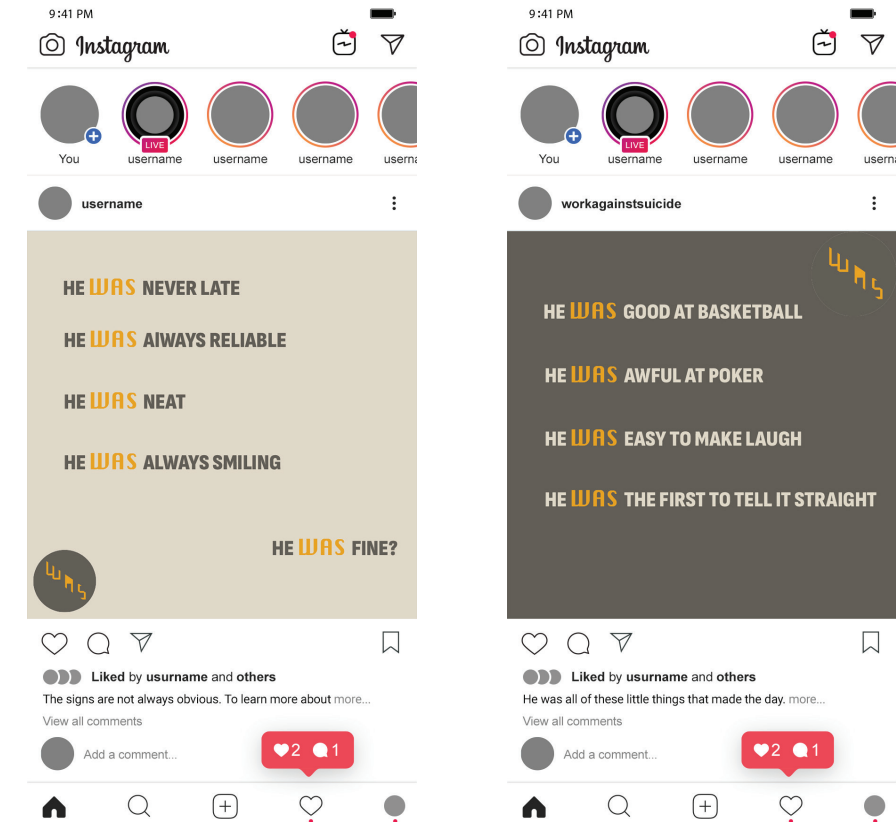 9:41 PM
Instagram
LIVE
You
username
username
username
userna
username
HE WAS NEVER LATE
HE WAS AlWAYS RELIABLE
HE WAS NEAT
HE WAS ALWAYS SMILING
HE WAS FINE?
WAS
Liked by usurname and others
The signs are not always obvious. To learn more about more...
View all comments
Add a comment...
2 1
9:41 PM
Instagram
LIVE
You
username
username
username
userna
workagainstsuicide
WAS
HE WAS GOOD AT BASKETBALL
HE WAS AWFUL AT POKER
HE WAS EASY TO MAKE LAUGH
HE WAS THE FIRST TO TELL IT STRAIGHT
Liked by usurname and others
He was all of these little things that made the day. more...
View all comments
Add a comment...
2 1